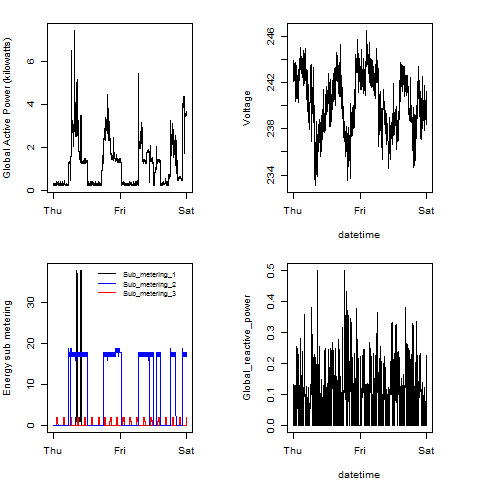 Global Active Power (kilowatts)
0 2 4 6
Thu Fri Sat
Voltage
234 238 242 246
Thu Fri Sat
datetime
Energy sub metering
0 10 20 30
Sub_metering_1
Sub_metering_2
Sub_metering_3
Thu Fri Sat
Global_reactive_power
0.0 0.1 0.2 0.3 0.4 0.5
Thu Fri Sat
datetime